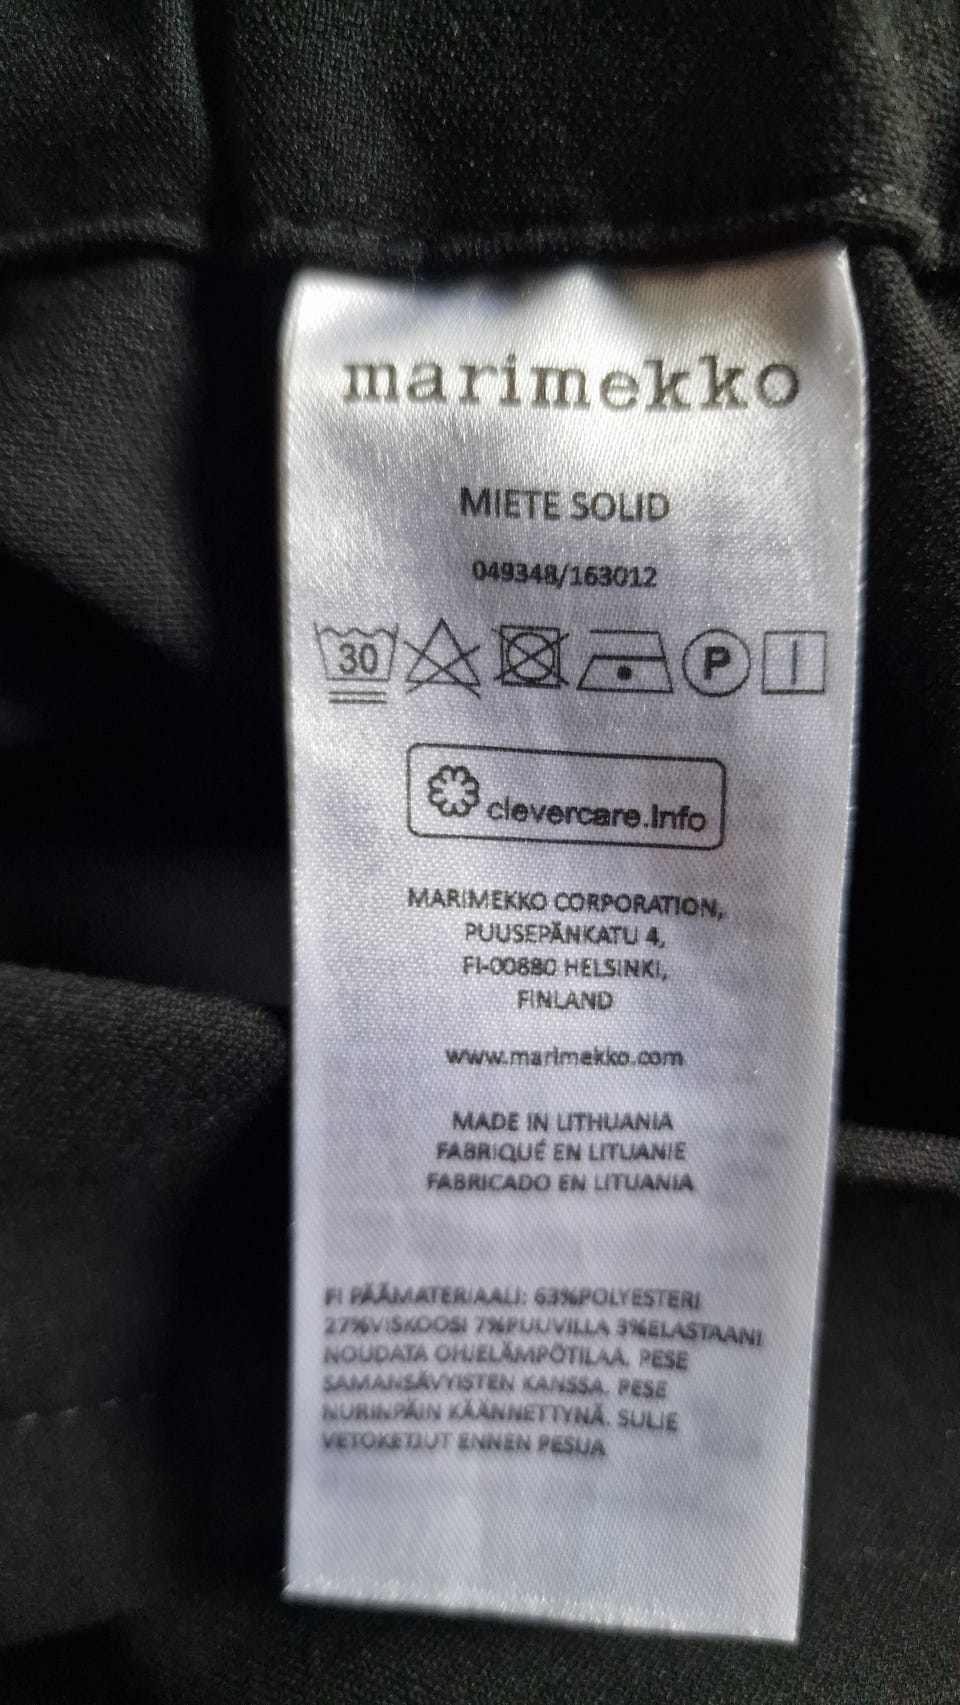 marimekko
MIETE SOLID
049348/163012
30
P
clevercare.info
MARIMEKKO CORPORATION,
PUUSEPÄNKATU 4,
FI-00880 HELSINKI,
FINLAND
www.marimekko.com
MADE IN LITHUANIA
FABRIQUÉ EN LITUANIE
FABRICADO EN LITUANIA
FI PÄÄMATERIAALI: 63%POLYESTERI
27%VISKOOSI 7%PUUVILLA 3%ELASTAANI
NOUDATA OHJELÄMPÖTILAA. PESE
SAMANSÄVYISTEN KANSSA. PESE
NURINPÄIN KÄÄNNETTYNÄ. SULJE
VETOKETJUT ENNEN PESUA